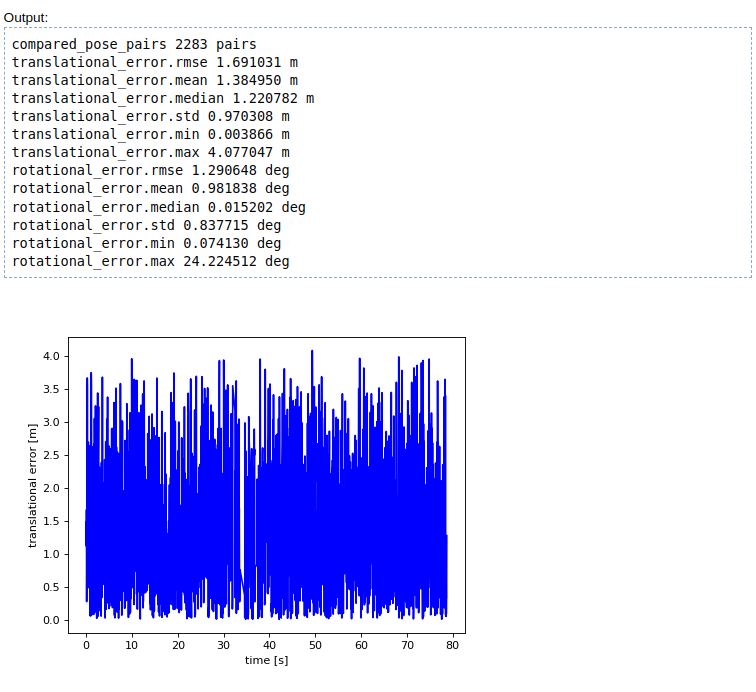 Output:
compared_pose_pairs 2283 pairs
translational_error.rmse 1.691031 m
translational_error.mean 1.384950 m
translational_error.median 1.220782 m
translational_error.std 0.970308 m
translational_error.min 0.003866 m
translational_error.max 4.077047 m
rotational_error.rmse 1.290648 deg
rotational_error.mean 0.981838 deg
rotational_error.median 0.015202 deg
rotational_error.std 0.837715 deg
rotational_error.min 0.074130 deg
rotational_error.max 24.224512 deg
4.0
3.5
3.0
2.5
2.0
1.5
1.0
0.5
0.0
translational error [m]
0 10 20 30 40 50 60 70 80
time [s]